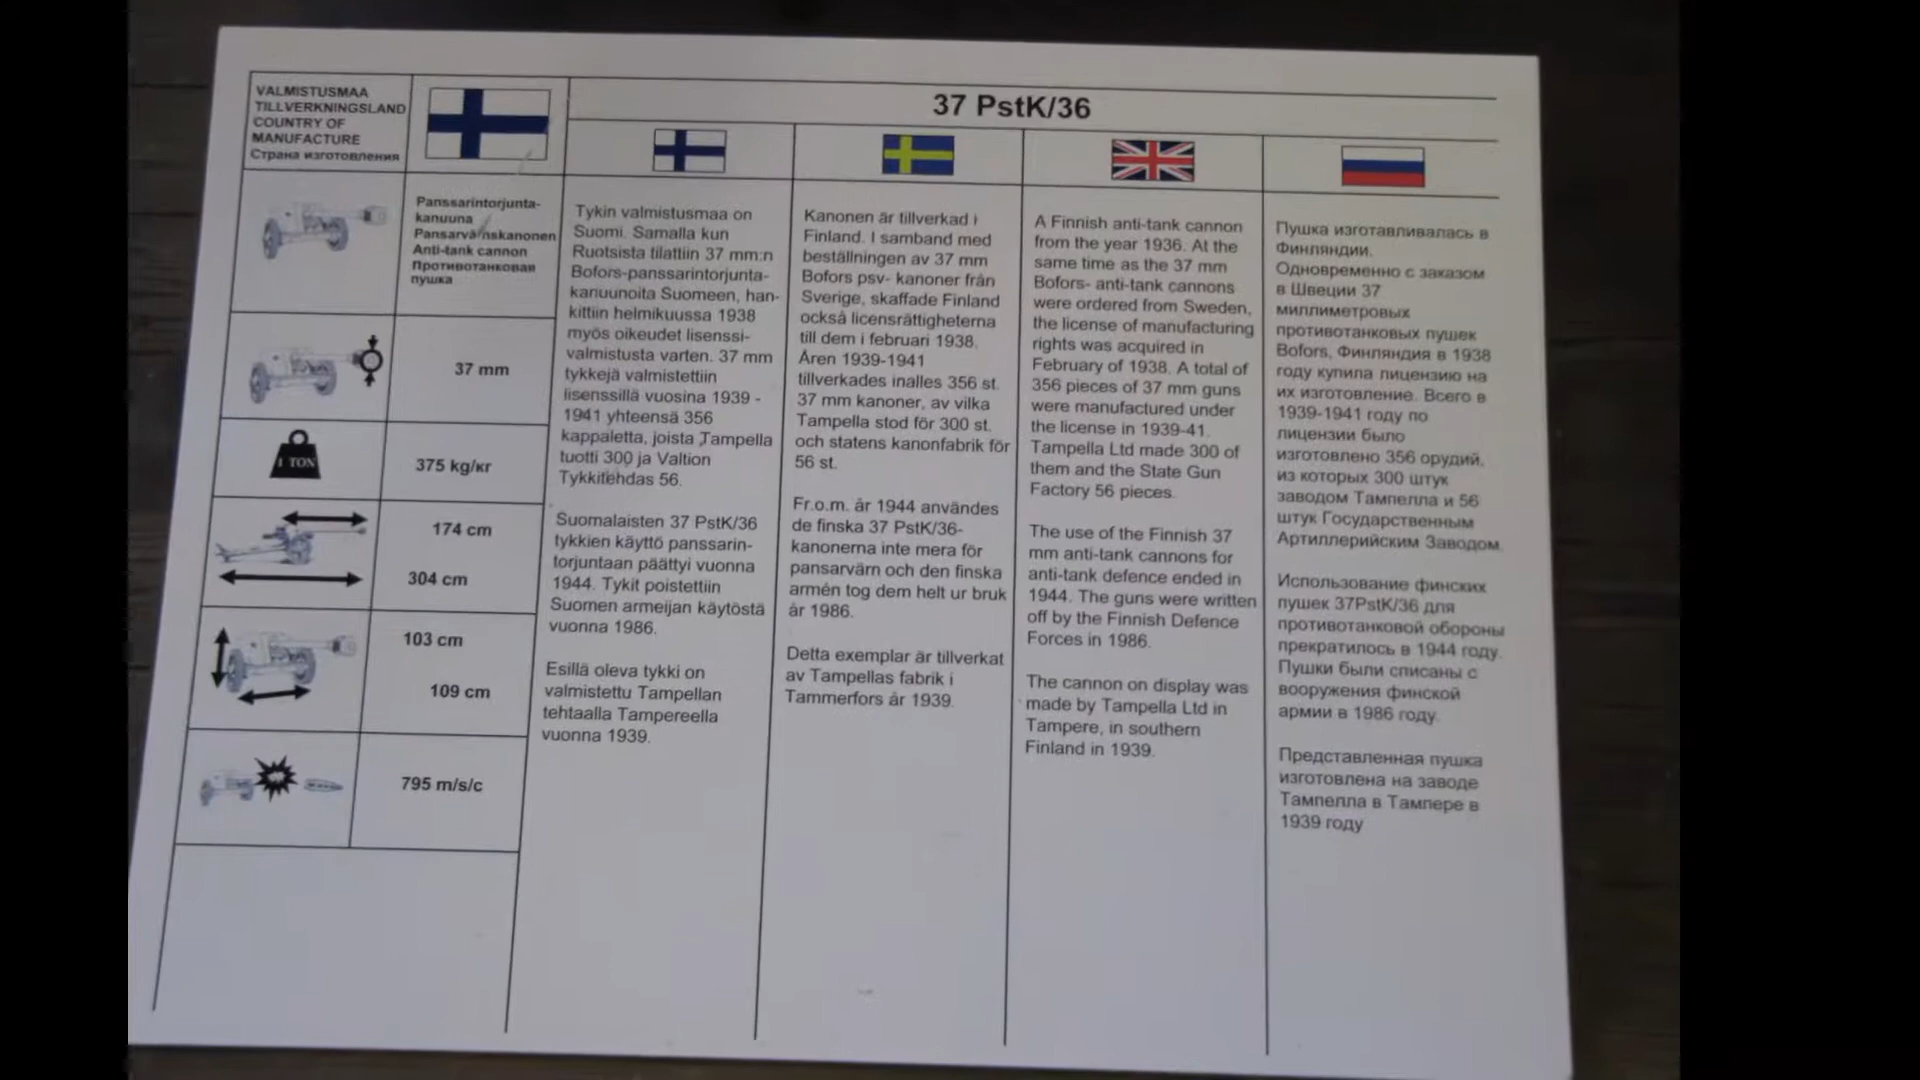 VALMISTUSMAA
TILLVERKNINGSLAND
COUNTRY OF
MANUFACTURE
Страна изготовления
37 PstK/36
Panssarintorjunta-
kanuuna
Pansarvärnskanonen
Anti-tank cannon
Противотанковая
пушка
37 mm
1 TON
375 kg/кг
174 cm
304 cm
103 cm
109 cm
795 m/s/c
Tykin valmistusmaa on
Suomi. Samalla kun
Ruotsista tilattiin 37 mm:n
Bofors-panssarintorjunta-
kanuunoita Suomeen, han-
kittiin helmikuussa 1938
myös oikeudet lisenssi-
valmistusta varten. 37 mm
tykkejä valmistettiin
lisenssillä vuosina 1939 -
1941 yhteensä 356
kappaletta, joista Tampella
tuotti 300 ja Valtion
Tykkitehdas 56.
Suomalaisten 37 PstK/36
tykkien käyttö panssarin-
torjuntaan päättyi vuonna
1944. Tykit poistettiin
Suomen armeijan käytöstä
vuonna 1986.
Esillä oleva tykki on
valmistettu Tampellan
tehtaalla Tampereella
vuonna 1939.
Kanonen är tillverkad i
Finland. I samband med
beställningen av 37 mm
Bofors psv- kanoner från
Sverige, skaffade Finland
också licensrättigheterna
till dem i februari 1938.
Åren 1939-1941
tillverkades inalles 356 st.
37 mm kanoner, av vilka
Tampella stod för 300 st.
och statens kanonfabrik för
56 st.
Fr.o.m. år 1944 användes
de finska 37 PstK/36-
kanonerna inte mera för
pansarvärn och den finska
armén tog dem helt ur bruk
år 1986.
Detta exemplar är tillverkat
av Tampellas fabrik i
Tammerfors år 1939.
A Finnish anti-tank cannon
from the year 1936. At the
same time as the 37 mm
Bofors- anti-tank cannons
were ordered from Sweden,
the license of manufacturing
rights was acquired in
February of 1938. A total of
356 pieces of 37 mm guns
were manufactured under
the license in 1939-41.
Tampella Ltd made 300 of
them and the State Gun
Factory 56 pieces.
The use of the Finnish 37
mm anti-tank cannons for
anti-tank defence ended in
1944. The guns were written
off by the Finnish Defence
Forces in 1986.
The cannon on display was
made by Tampella Ltd in
Tampere, in southern
Finland in 1939.
Пушка изготавливалась в
Финляндии.
Одновременно с заказом
в Швеции 37
миллиметровых
противотанковых пушек
Bofors, Финляндия в 1938
году купила лицензию на
их изготовление. Всего в
1939-1941 году по
лицензии было
изготовлено 356 орудий,
из которых 300 штук
заводом Тампелла и 56
штук Государственным
Артиллерийским Заводом.
Использование финских
пушек 37PstK/36 для
противотанковой обороны
прекратилось в 1944 году.
Пушки были списаны с
вооружения финской
армии в 1986 году.
Представленная пушка
изготовлена на заводе
Тампелла в Тампере в
1939 году